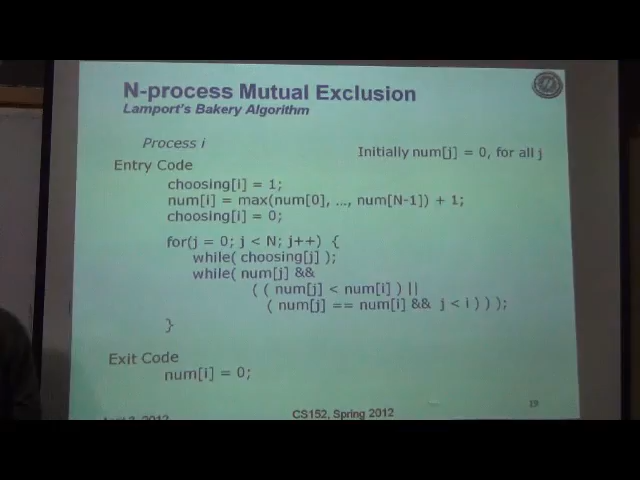 N-process Mutual Exclusion
Lamport's Bakery Algorithm
Process i
Initially num[j] = 0, for all j
Entry Code
choosing[i] = 1;
num[i] = max(num[0], ..., num[N-1]) + 1;
choosing[i] = 0;
for(j = 0; j < N; j++) {
while( choosing[j] );
while( num[j] &&
( ( num[j] < num[i] ) ||
( num[j] == num[i] && j < i ) ) );
}
Exit Code
num[i] = 0;
2012
CS152, Spring 2012
19